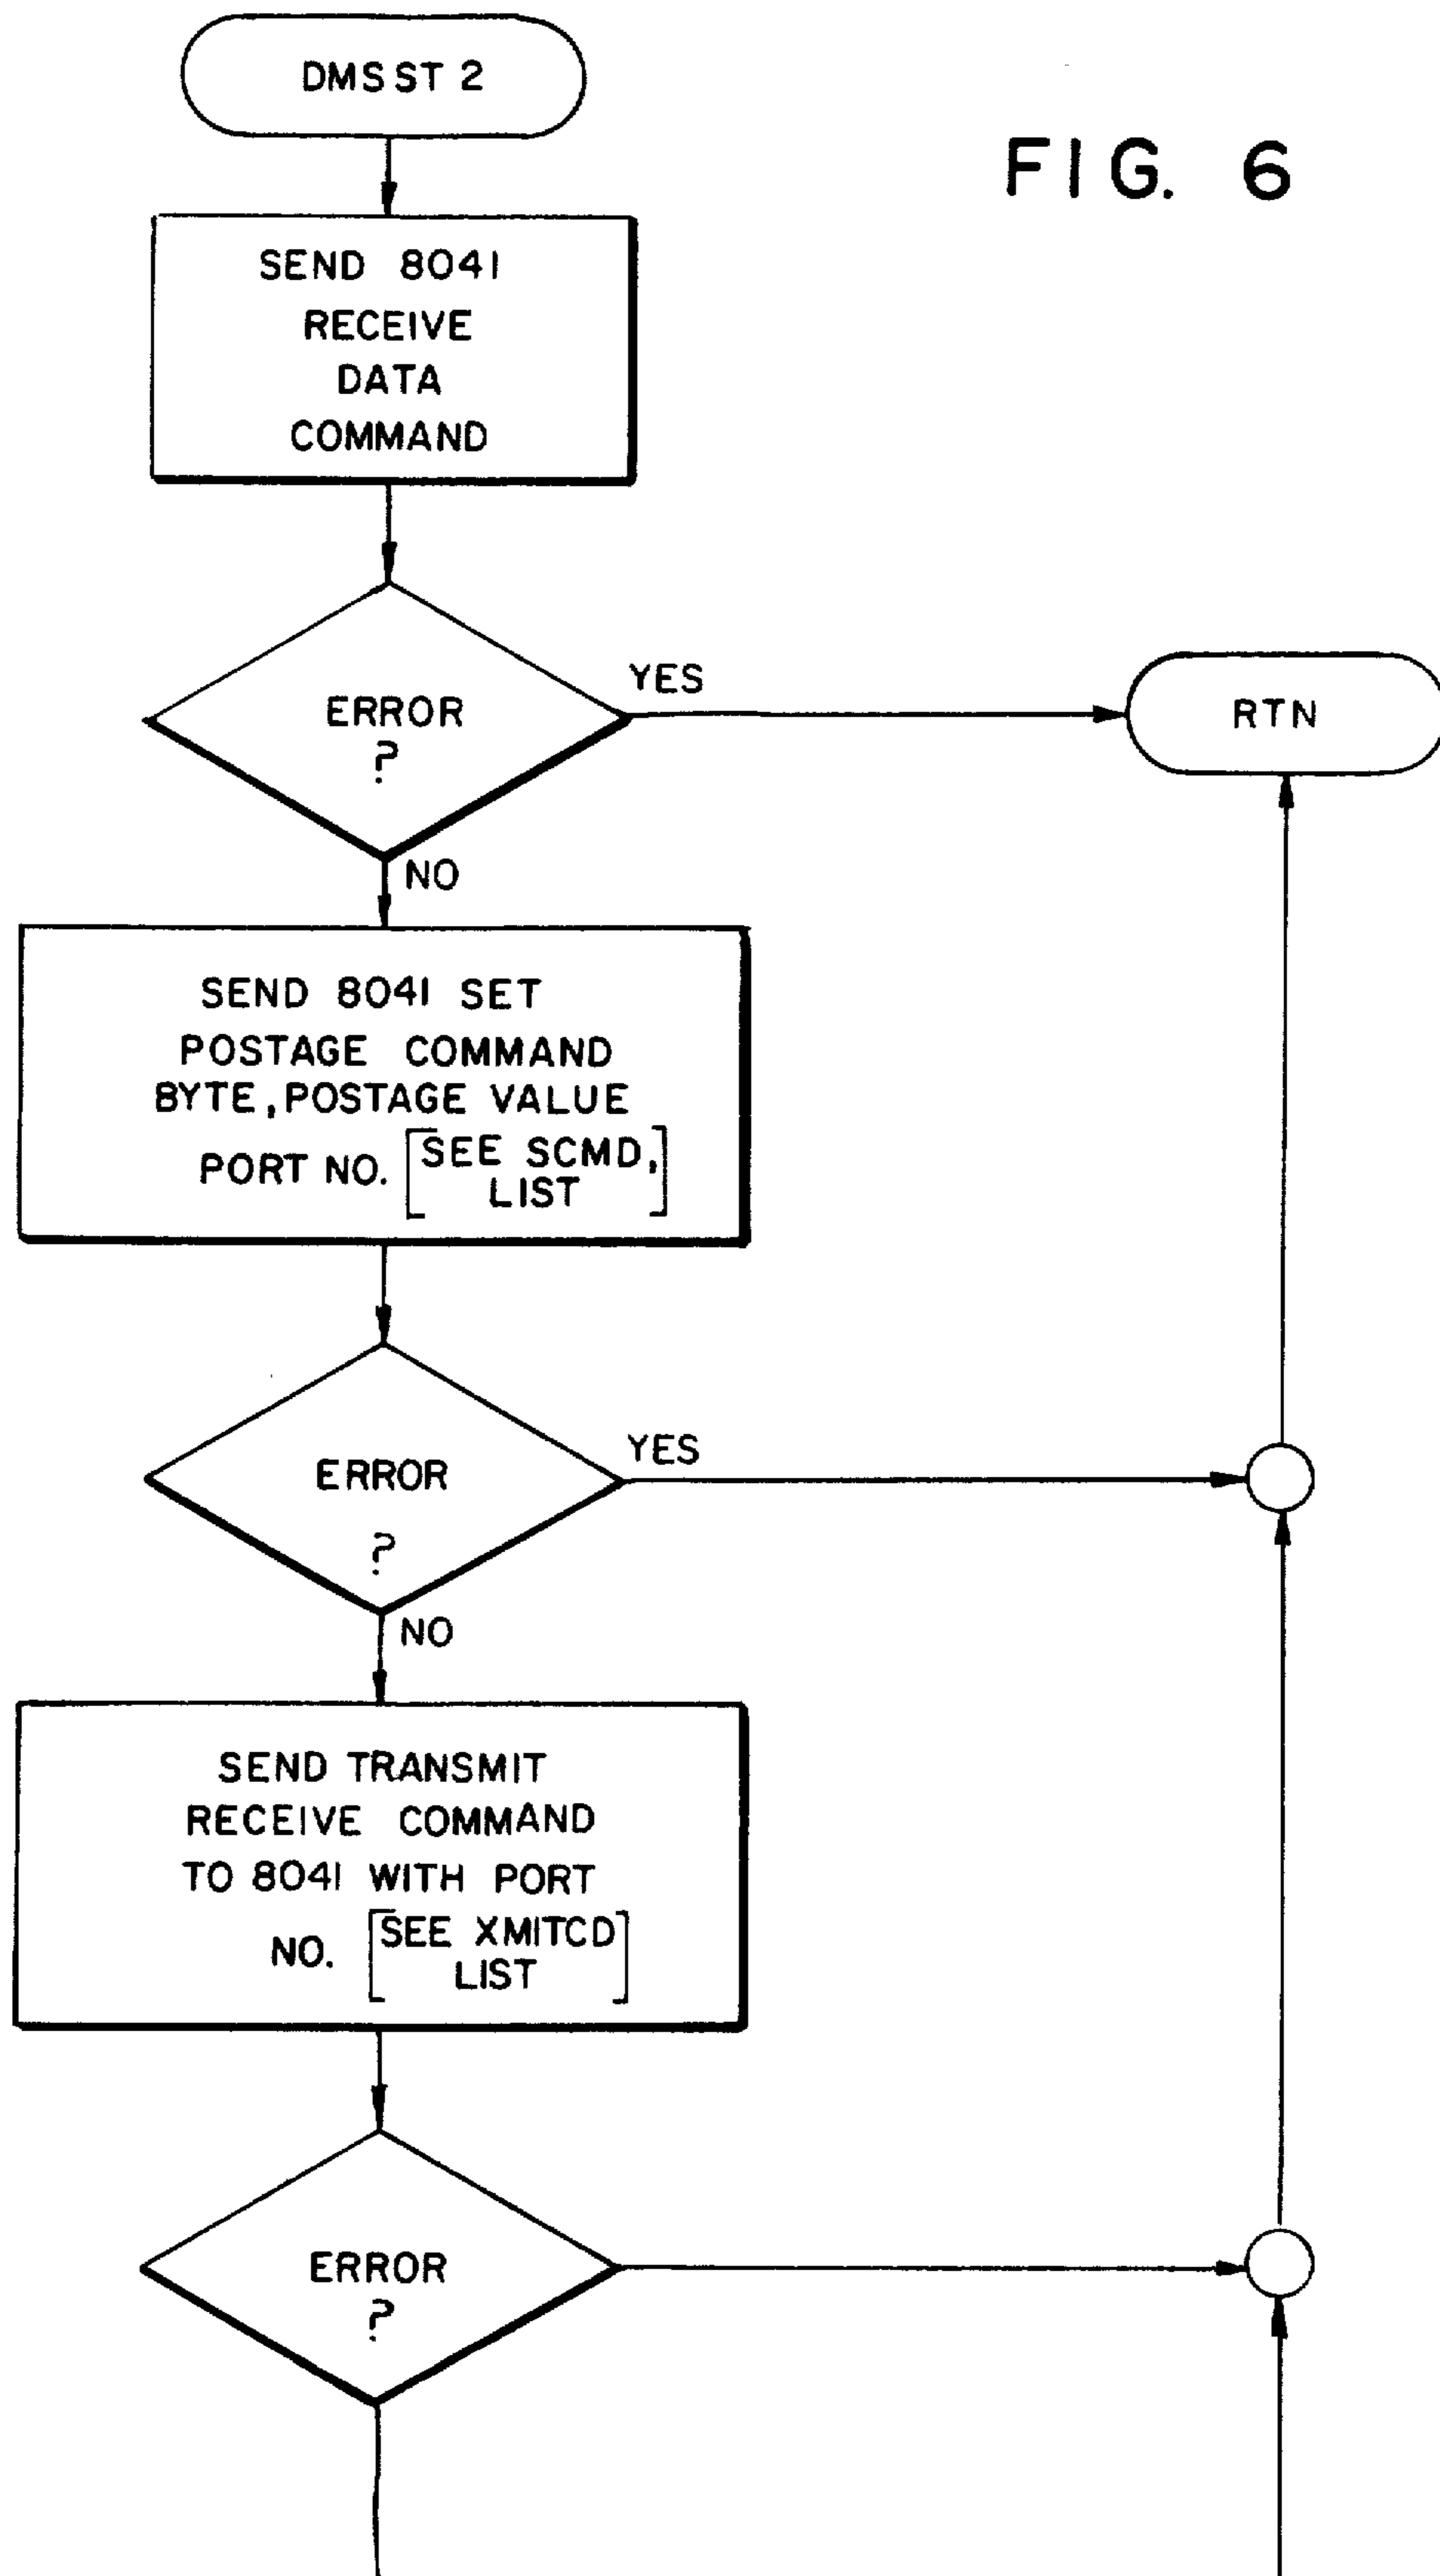 DMSST 2
FIG. 6
SEND 8041
RECEIVE
DATA
COMMAND
ERROR
?
YES
RTN
NO
SEND 8041 SET
POSTAGE COMMAND
BYTE, POSTAGE VALUE
PORT NO. [SEE SCMD,
LIST]
ERROR
?
YES
NO
SEND TRANSMIT
RECEIVE COMMAND
TO 8041 WITH PORT
NO. [SEE XMITCD
LIST]
ERROR
?